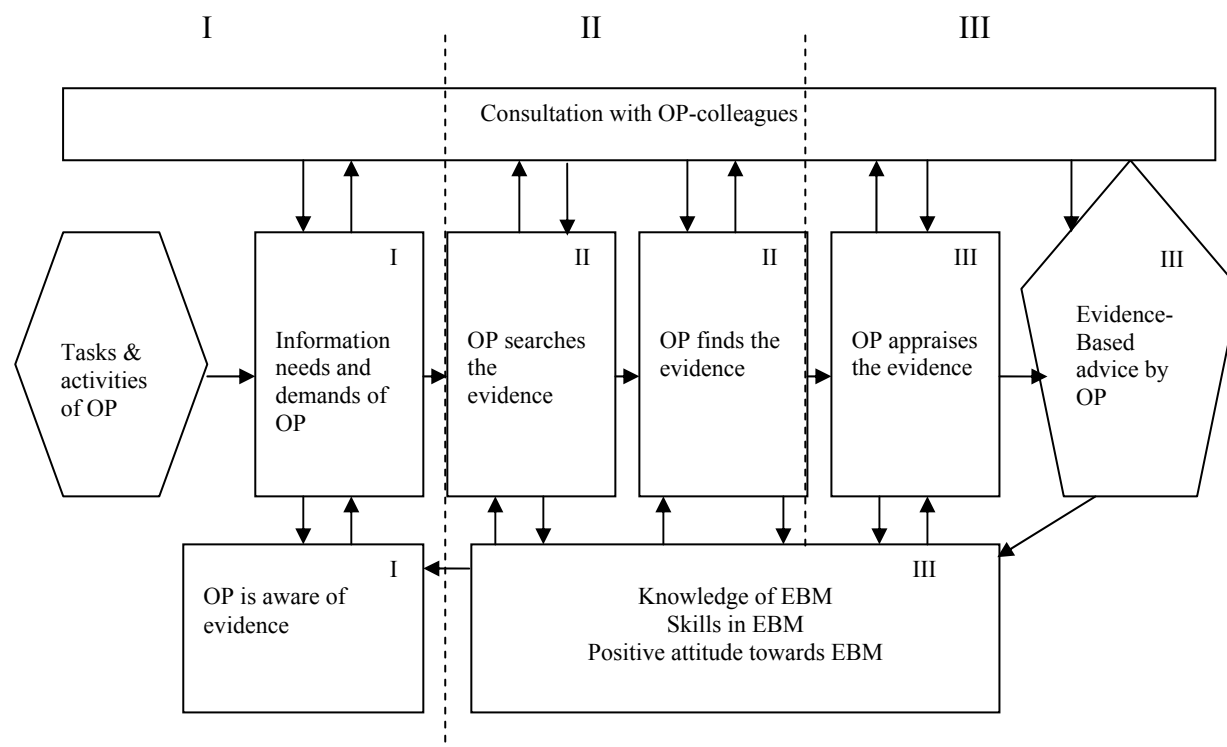 I
II
III
Consultation with OP-colleagues
Tasks &
activities
of OP
I
Information
needs and
demands of
OP
II
OP searches
the
evidence
II
OP finds the
evidence
III
OP appraises
the evidence
III
Evidence-
Based
advice by
OP
I
OP is aware of
evidence
III
Knowledge of EBM
Skills in EBM
Positive attitude towards EBM